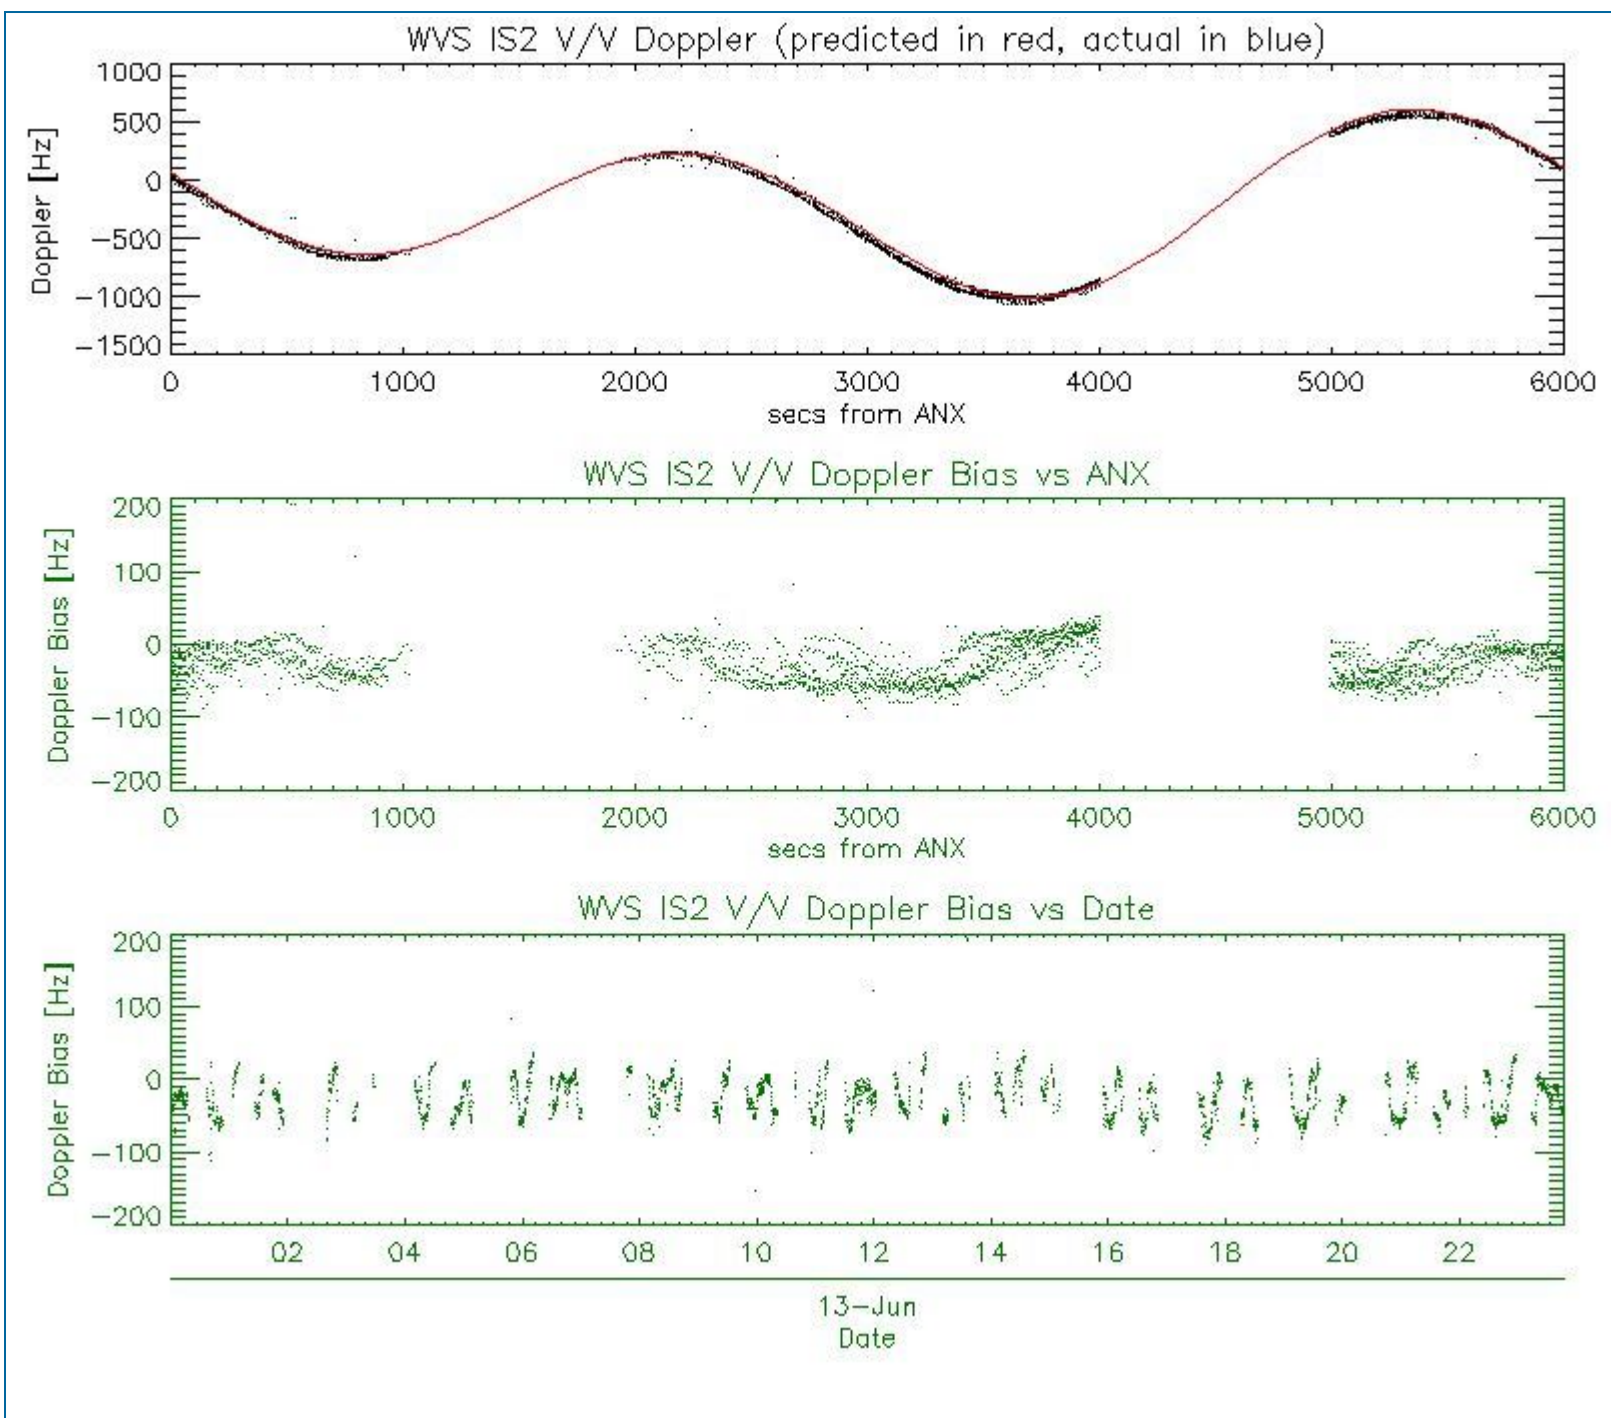 WVS IS2 V/V Doppler (predicted in red, actual in blue)
1000
500
0
-500
-1000
-1500
Doppler [Hz]
0 1000 2000 3000 4000 5000 6000
secs from ANX
WVS IS2 V/V Doppler Bias vs ANX
200
100
0
-100
-200
Doppler Bias [Hz]
0 1000 2000 3000 4000 5000 6000
secs from ANX
WVS IS2 V/V Doppler Bias vs Date
200
100
0
-100
-200
Doppler Bias [Hz]
02 04 06 08 10 12 14 16 18 20 22
13-Jun
Date